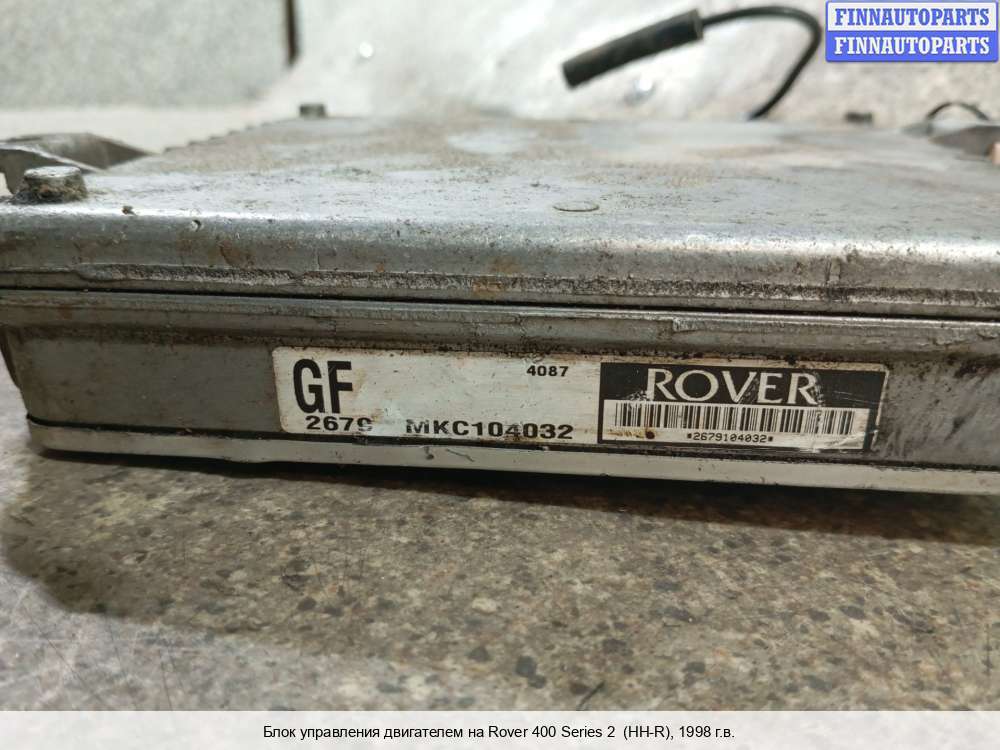 FINNAUTOPARTS
FINNAUTOPARTS
GF
4087
2679 MKC104032
ROVER
*2679104032*
Блок управления двигателем на Rover 400 Series 2 (HH-R), 1998 г.в.